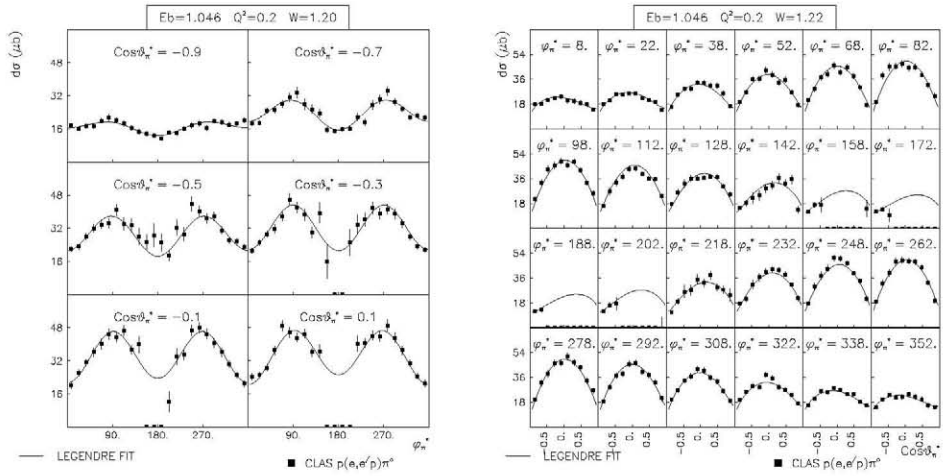 Eb=1.046 Q²=0.2 W=1.20
dσ (μb)
Cosϑπ* = −0.9
Cosϑπ* = −0.7
48
32
16
Cosϑπ* = −0.5
Cosϑπ* = −0.3
48
32
16
Cosϑπ* = −0.1
Cosϑπ* = 0.1
48
32
16
90. 180. 270. 90. 180. 270.
φπ*
LEGENDRE FIT
CLAS p(e,e′p)π°
Eb=1.046 Q²=0.2 W=1.22
dσ (μb)
φπ* = 8. φπ* = 22. φπ* = 38. φπ* = 52. φπ* = 68. φπ* = 82.
54
36
18
φπ* = 98. φπ* = 112. φπ* = 128. φπ* = 142. φπ* = 158. φπ* = 172.
54
36
18
φπ* = 188. φπ* = 202. φπ* = 218. φπ* = 232. φπ* = 248. φπ* = 262.
54
36
18
φπ* = 278. φπ* = 292. φπ* = 308. φπ* = 322. φπ* = 338. φπ* = 352.
54
36
18
−0.5 0. 0.5 −0.5 0. 0.5 −0.5 0. 0.5 −0.5 0. 0.5 −0.5 0. 0.5 −0.5 0. 0.5
Cosϑπ*
LEGENDRE FIT
CLAS p(e,e′p)π°